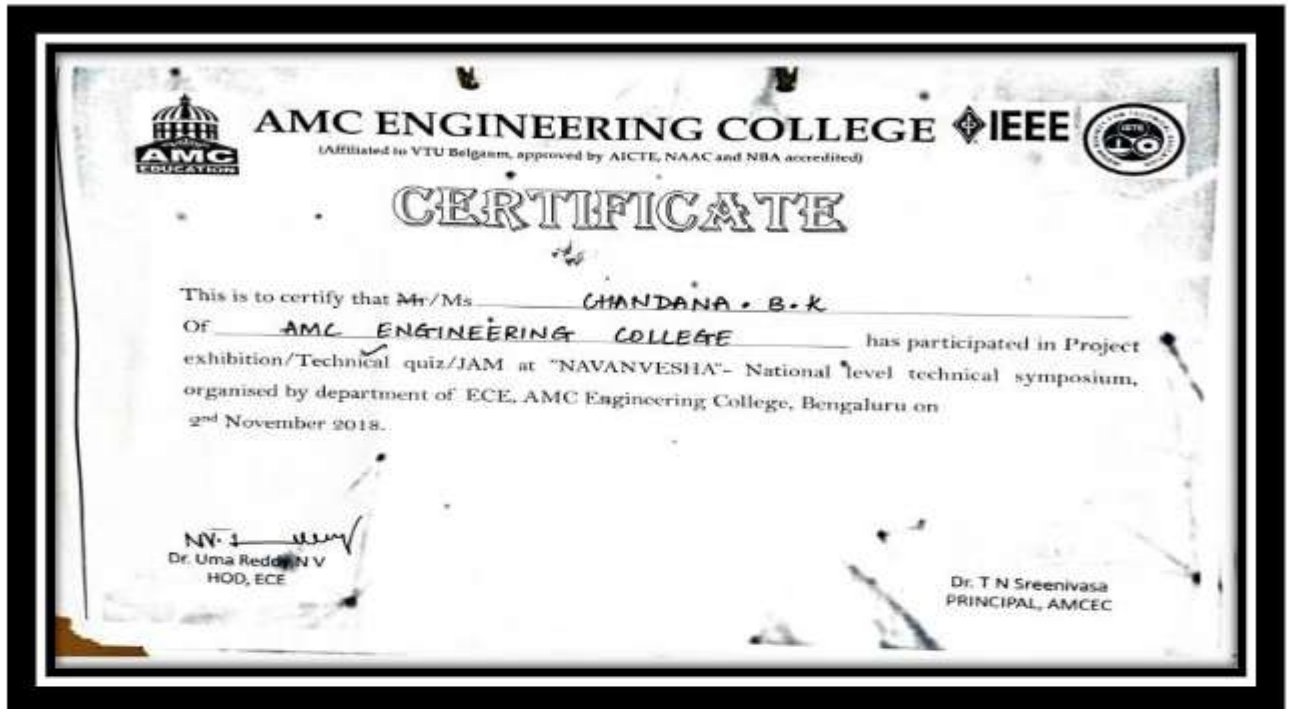 AMC ENGINEERING COLLEGE IEEE
AMC
EDUCATION
(Affiliated to VTU Belgaum, approved by AICTE, NAAC and NBA accredited)
CERTIFICATE
This is to certify that Mr/Ms CHANDANA. B.K
Of AMC ENGINEERING COLLEGE has participated in Project
exhibition/Technical quiz/JAM at "NAVANVESHA"- National level technical symposium,
organised by department of ECE, AMC Engineering College, Bengaluru on
2nd November 2018.
Dr. Uma Reddy N V
HOD, ECE
Dr. T N Sreenivasa
PRINCIPAL, AMCEC